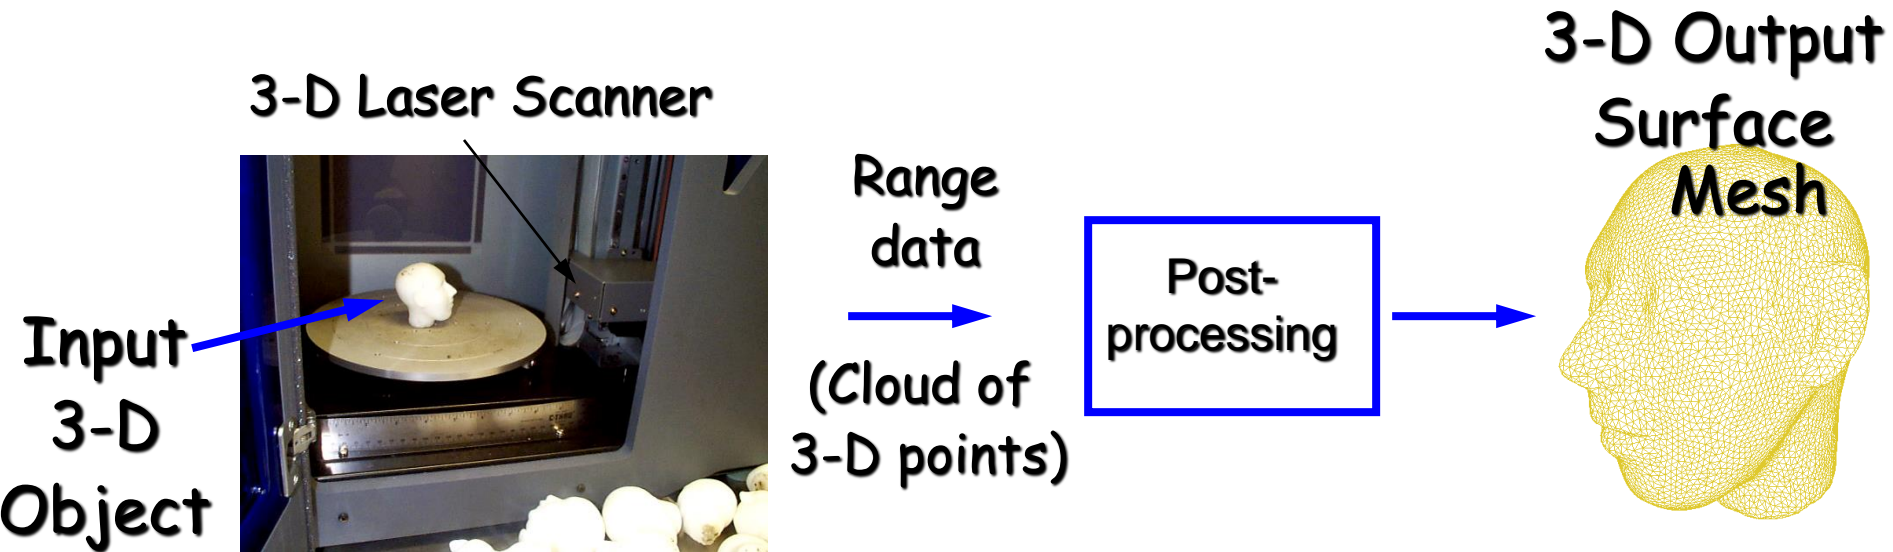 3-D Laser Scanner
Input
3-D
Object
Range
data
(Cloud of
3-D points)
Post-
processing
3-D Output
Surface
Mesh